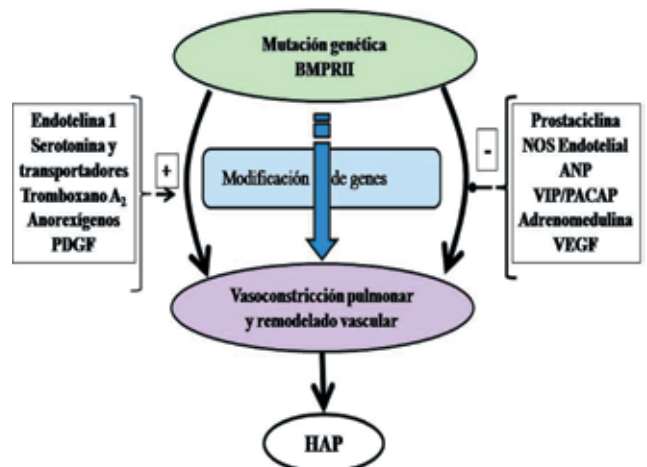 Mutación genética
BMPRII
Endotelina 1
Serotonina y
transportadores
Tromboxano A₂
Anorexígenos
PDGF
+
Modificación de genes
-
Prostaciclina
NOS Endotelial
ANP
VIP/PACAP
Adrenomedulina
VEGF
Vasoconstricción pulmonar
y remodelado vascular
HAP